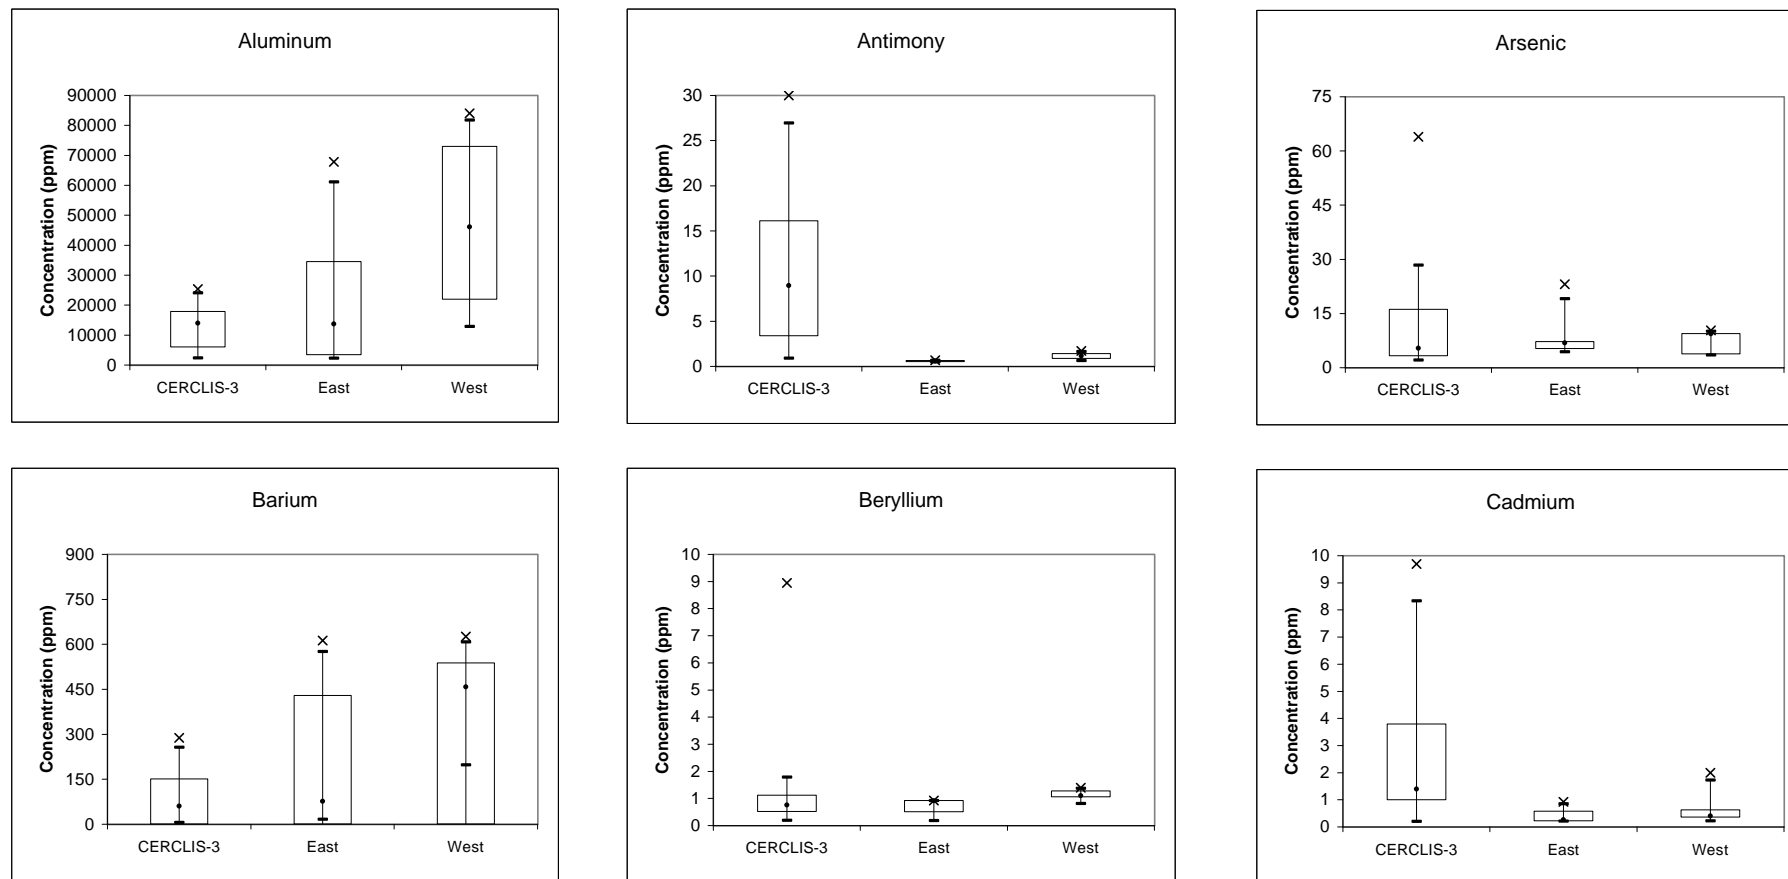 Aluminum
Concentration (ppm)
90000
80000
70000
60000
50000
40000
30000
20000
10000
0
CERCLIS-3 East West
Antimony
Concentration (ppm)
30
25
20
15
10
5
0
CERCLIS-3 East West
Arsenic
Concentration (ppm)
75
60
45
30
15
0
CERCLIS-3 East West
Barium
Concentration (ppm)
900
750
600
450
300
150
0
CERCLIS-3 East West
Beryllium
Concentration (ppm)
10
9
8
7
6
5
4
3
2
1
0
CERCLIS-3 East West
Cadmium
Concentration (ppm)
10
9
8
7
6
5
4
3
2
1
0
CERCLIS-3 East West